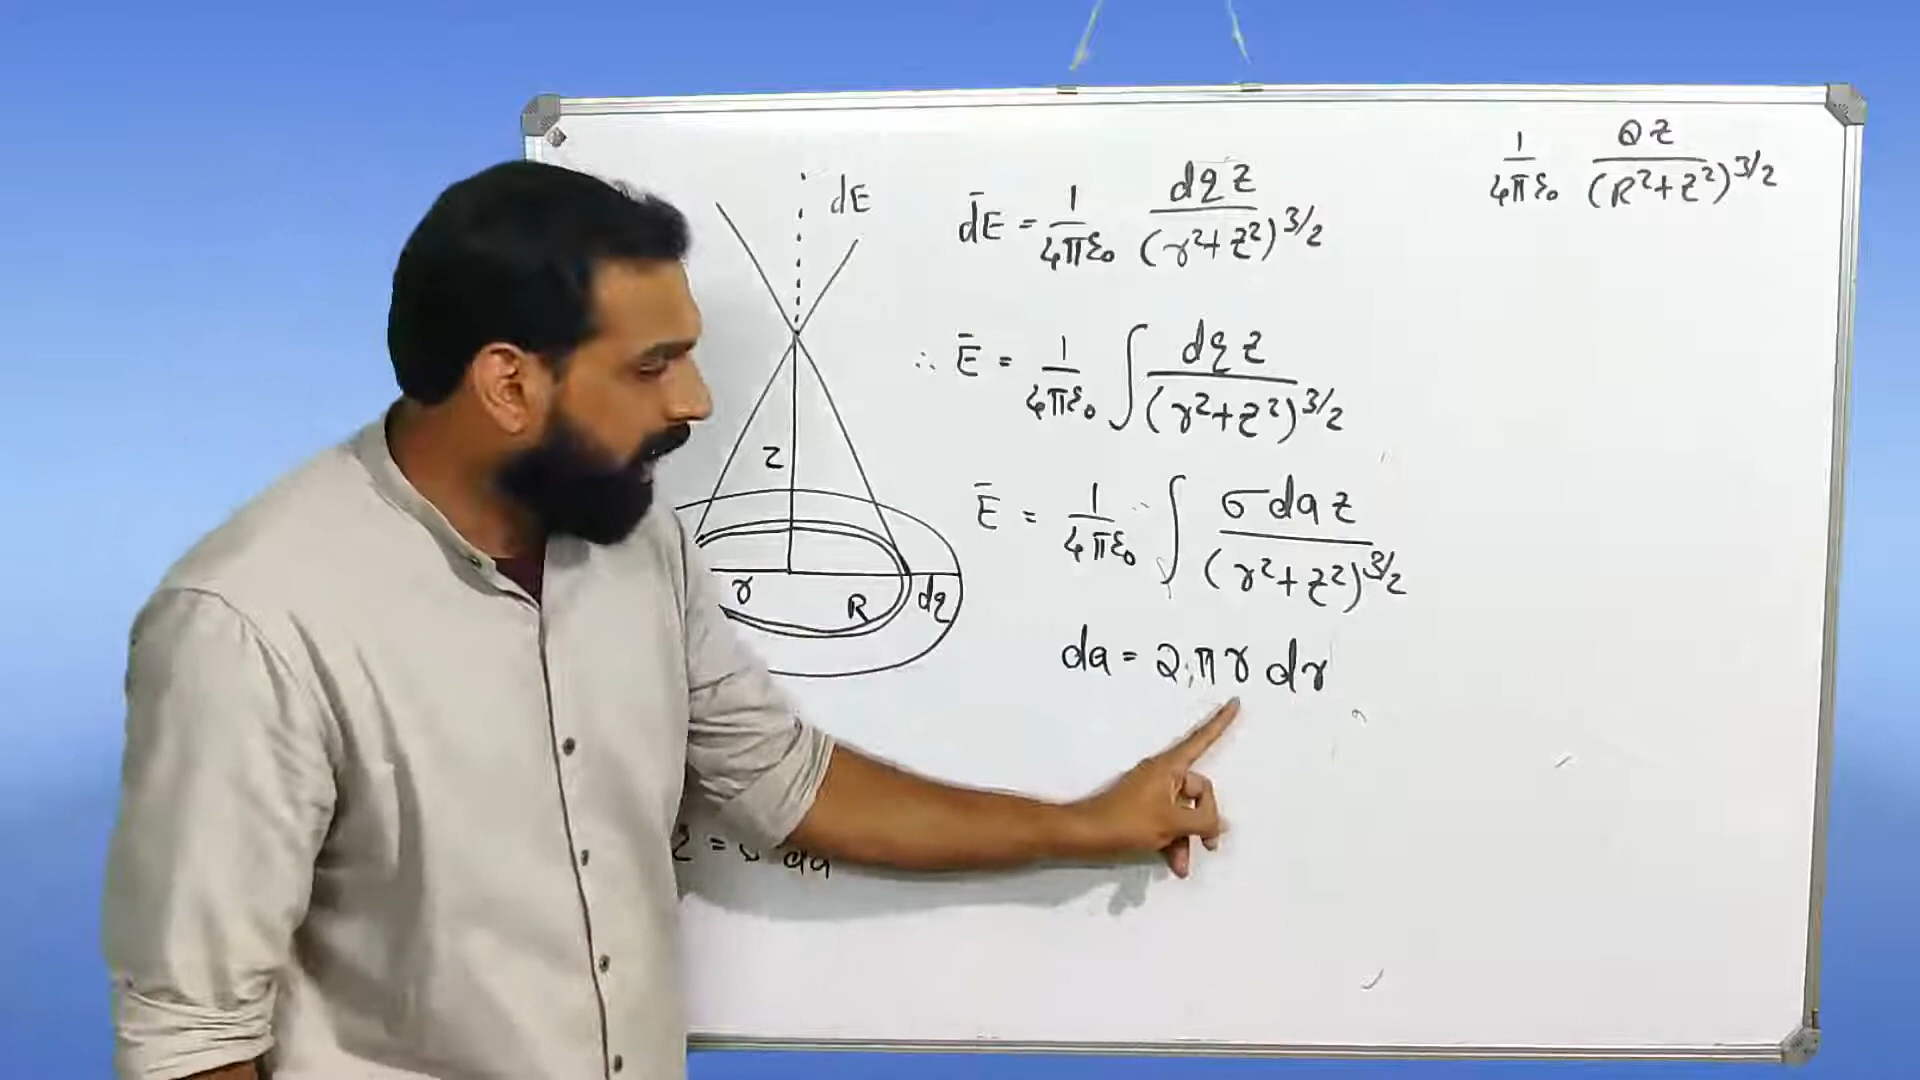 dE
z
r
R
dq
= σ da
d̄E = 1/4πε₀ dq z/(r²+z²)^3/2
∴ Ē = 1/4πε₀ ∫ dq z/(r²+z²)^3/2
Ē = 1/4πε₀ ∫ σ da z/(r²+z²)^3/2
da = 2πr dr
1/4πε₀ Qz/(R²+z²)^3/2